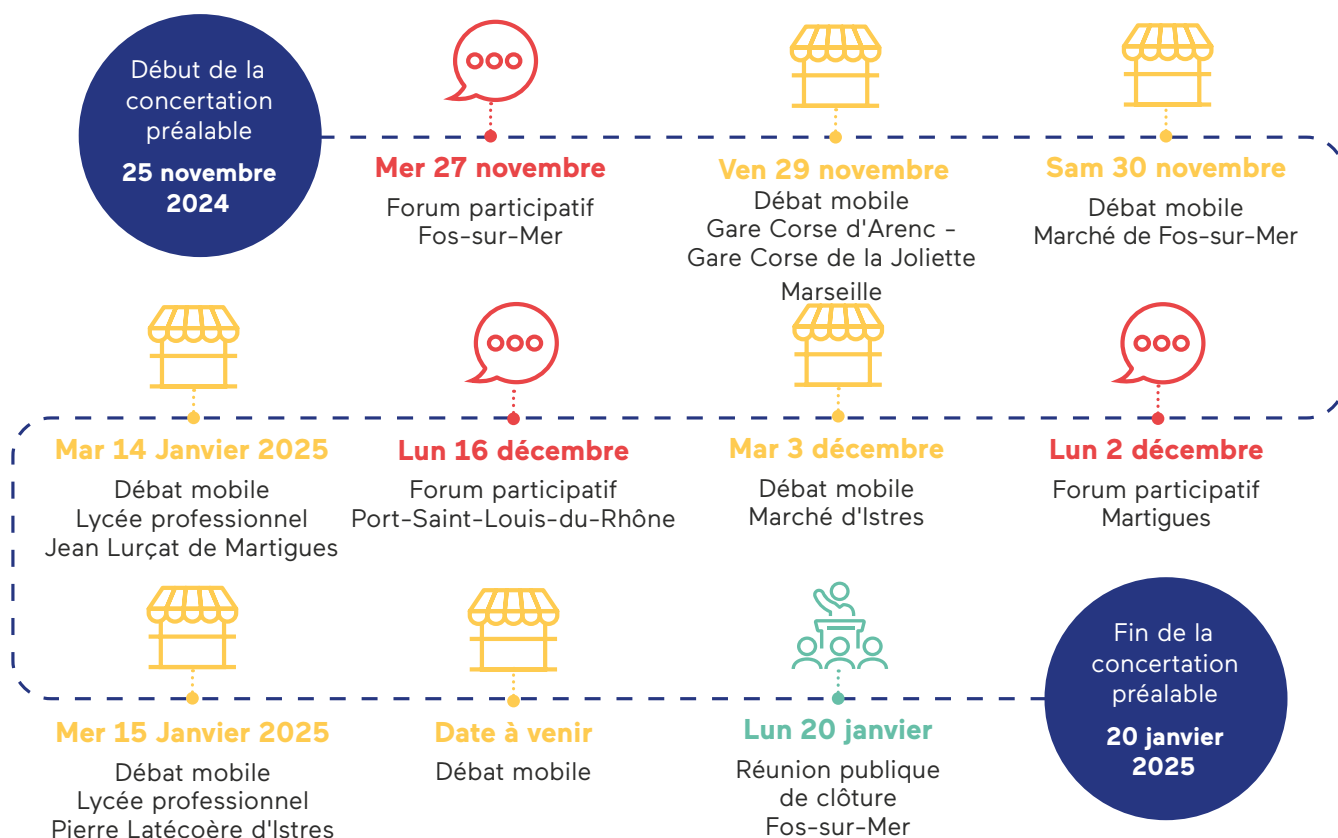 Début de la
concertation
préalable
25 novembre
2024
Mer 27 novembre
Forum participatif
Fos-sur-Mer
Ven 29 novembre
Débat mobile
Gare Corse d'Arenc -
Gare Corse de la Joliette
Marseille
Sam 30 novembre
Débat mobile
Marché de Fos-sur-Mer
Lun 2 décembre
Forum participatif
Martigues
Mar 3 décembre
Débat mobile
Marché d'Istres
Lun 16 décembre
Forum participatif
Port-Saint-Louis-du-Rhône
Mar 14 Janvier 2025
Débat mobile
Lycée professionnel
Jean Lurçat de Martigues
Mer 15 Janvier 2025
Débat mobile
Lycée professionnel
Pierre Latécoère d'Istres
Date à venir
Débat mobile
Lun 20 janvier
Réunion publique
de clôture
Fos-sur-Mer
Fin de la
concertation
préalable
20 janvier
2025